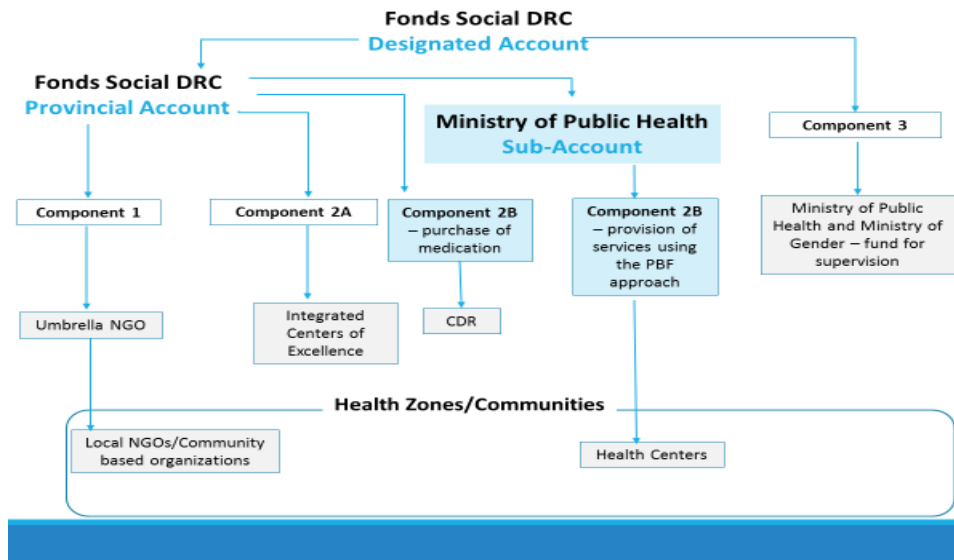 Fonds Social DRC
Designated Account
Fonds Social DRC
Provincial Account
Ministry of Public Health
Sub-Account
Component 3
Component 1
Component 2A
Component 2B
– purchase of
medication
Component 2B
– provision of
services using
the PBF
approach
Ministry of Public
Health and Ministry of
Gender – fund for
supervision
Umbrella NGO
Integrated
Centers of
Excellence
CDR
Health Zones/Communities
Local NGOs/Community
based organizations
Health Centers